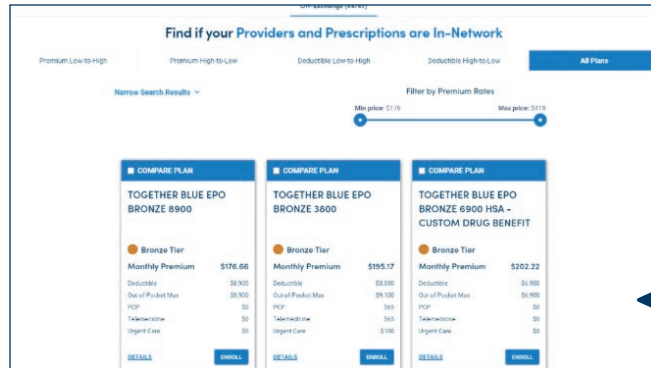 Find if your Providers and Prescriptions are In-Network
Premium Low-to-High
Premium High-to-Low
Deductible Low-to-High
Deductible High-to-Low
All Plans
Narrow Search Results
Filter by Premium Rates
Min price: $176
Max price: $418
COMPARE PLAN
TOGETHER BLUE EPO
BRONZE 8900
Bronze Tier
Monthly Premium $176.66
Deductible $8,900
Out-of-Pocket Max $8,900
PCP $0
Telemedicine $0
Urgent Care $0
DETAILS
ENROLL
COMPARE PLAN
TOGETHER BLUE EPO
BRONZE 3800
Bronze Tier
Monthly Premium $195.17
Deductible
Out-of-Pocket Max $9,100
PCP $65
Telemedicine $65
Urgent Care $100
DETAILS
ENROLL
COMPARE PLAN
TOGETHER BLUE EPO
BRONZE 6900 HSA -
CUSTOM DRUG BENEFIT
Bronze Tier
Monthly Premium $202.22
Deductible $6,900
Out-of-Pocket Max $6,900
PCP $0
Telemedicine $0
Urgent Care $0
DETAILS
ENROLL